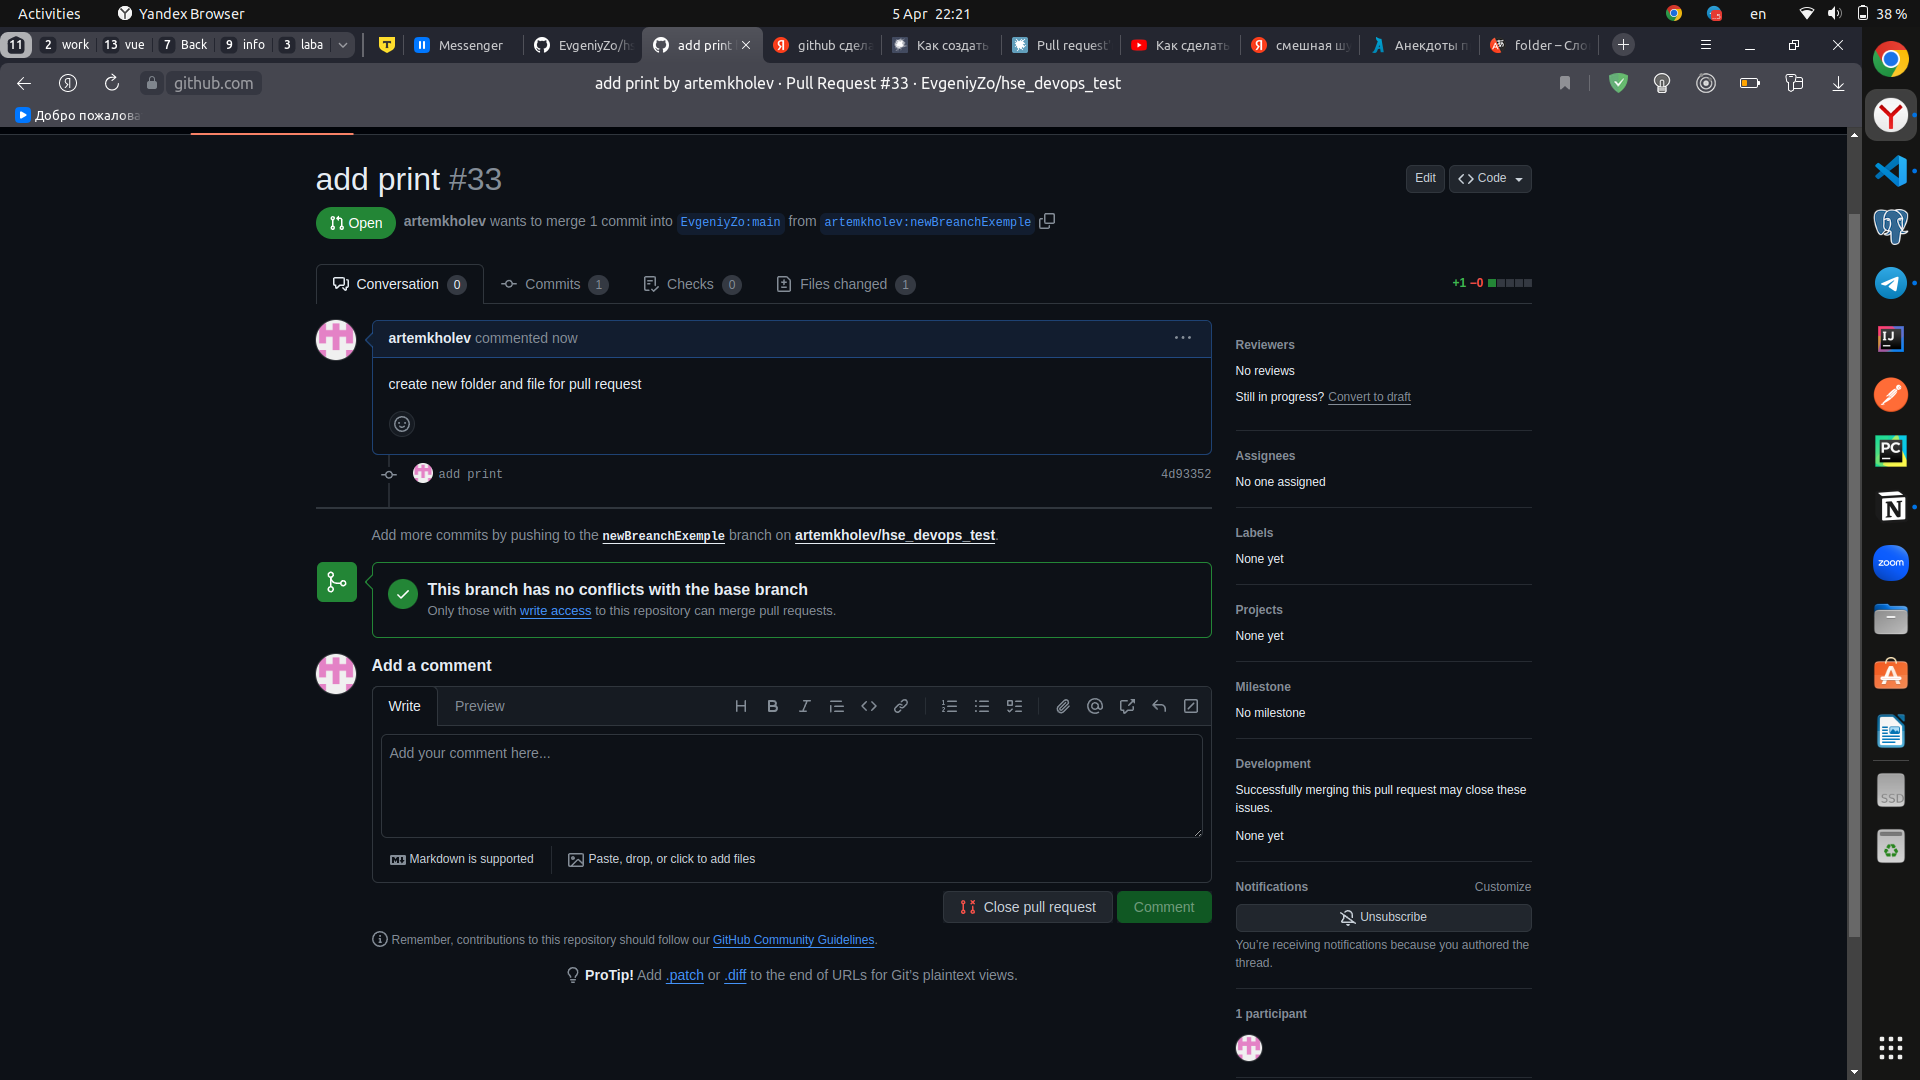 Activities Yandex Browser 5 Apr 22:21 en 38 %
11 2 work 13 vue 7 Back 9 info 3 laba Messenger EvgeniyZo/hs add print github сдела Как создать Pull request' Как сделать смешная шу Анекдоты п folder – Сло
github.com add print by artemkholev · Pull Request #33 · EvgeniyZo/hse_devops_test
Добро пожалова
add print #33
Edit Code
Open artemkholev wants to merge 1 commit into EvgeniyZo:main from artemkholev:newBreanchExemple
Conversation 0 Commits 1 Checks 0 Files changed 1 +1 −0
artemkholev commented now
create new folder and file for pull request
add print 4d93352
Add more commits by pushing to the newBreanchExemple branch on artemkholev/hse_devops_test.
This branch has no conflicts with the base branch
Only those with write access to this repository can merge pull requests.
Add a comment
Write Preview
Add your comment here...
Markdown is supported Paste, drop, or click to add files
Close pull request Comment
Remember, contributions to this repository should follow our GitHub Community Guidelines.
ProTip! Add .patch or .diff to the end of URLs for Git's plaintext views.
Reviewers
No reviews
Still in progress? Convert to draft
Assignees
No one assigned
Labels
None yet
Projects
None yet
Milestone
No milestone
Development
Successfully merging this pull request may close these
issues.
None yet
Notifications Customize
Unsubscribe
You're receiving notifications because you authored the
thread.
1 participant
IJ
PC
zoom
SSD